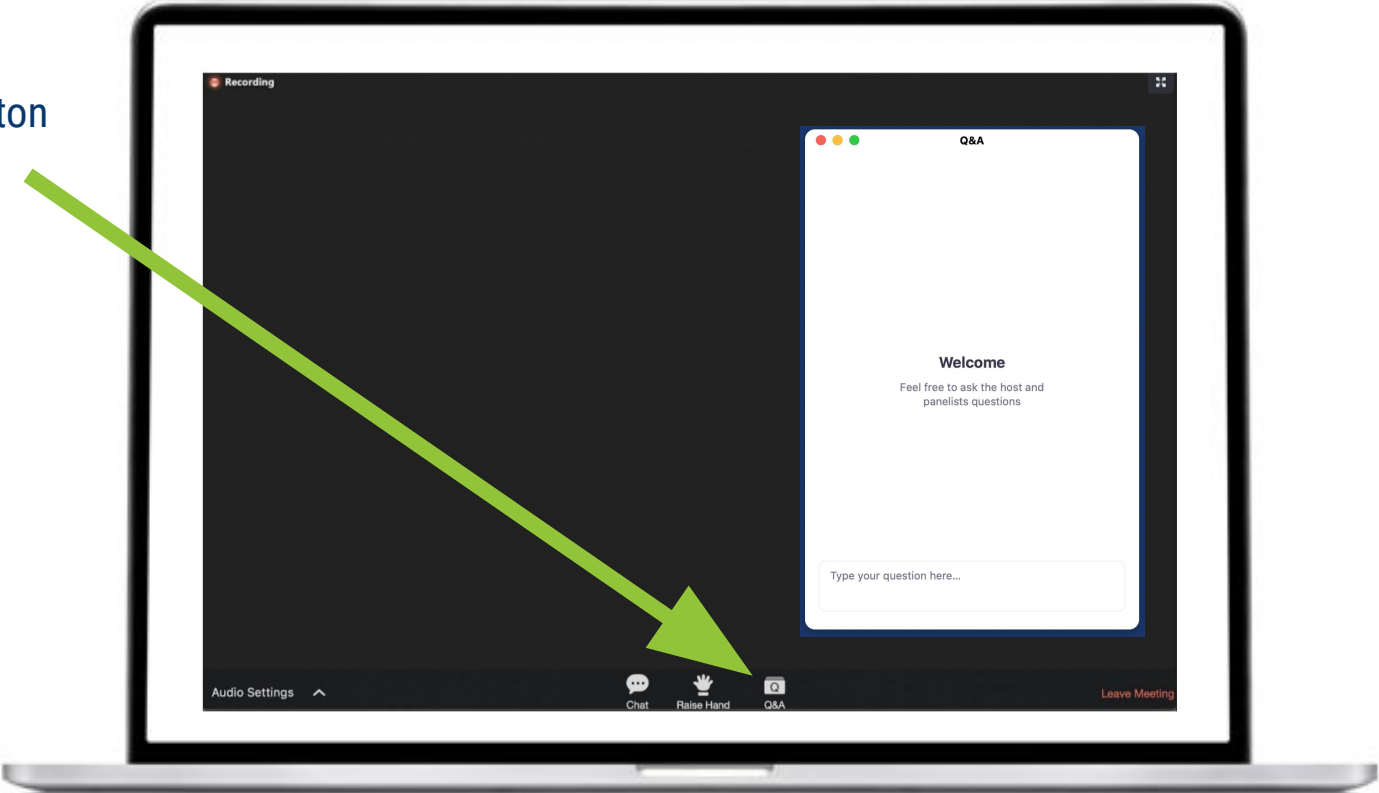 Recording
ton
Q&A
Welcome
Feel free to ask the host and
panelists questions
Type your question here...
Audio Settings
Chat
Raise Hand
Q
Q&A
Leave Meeting